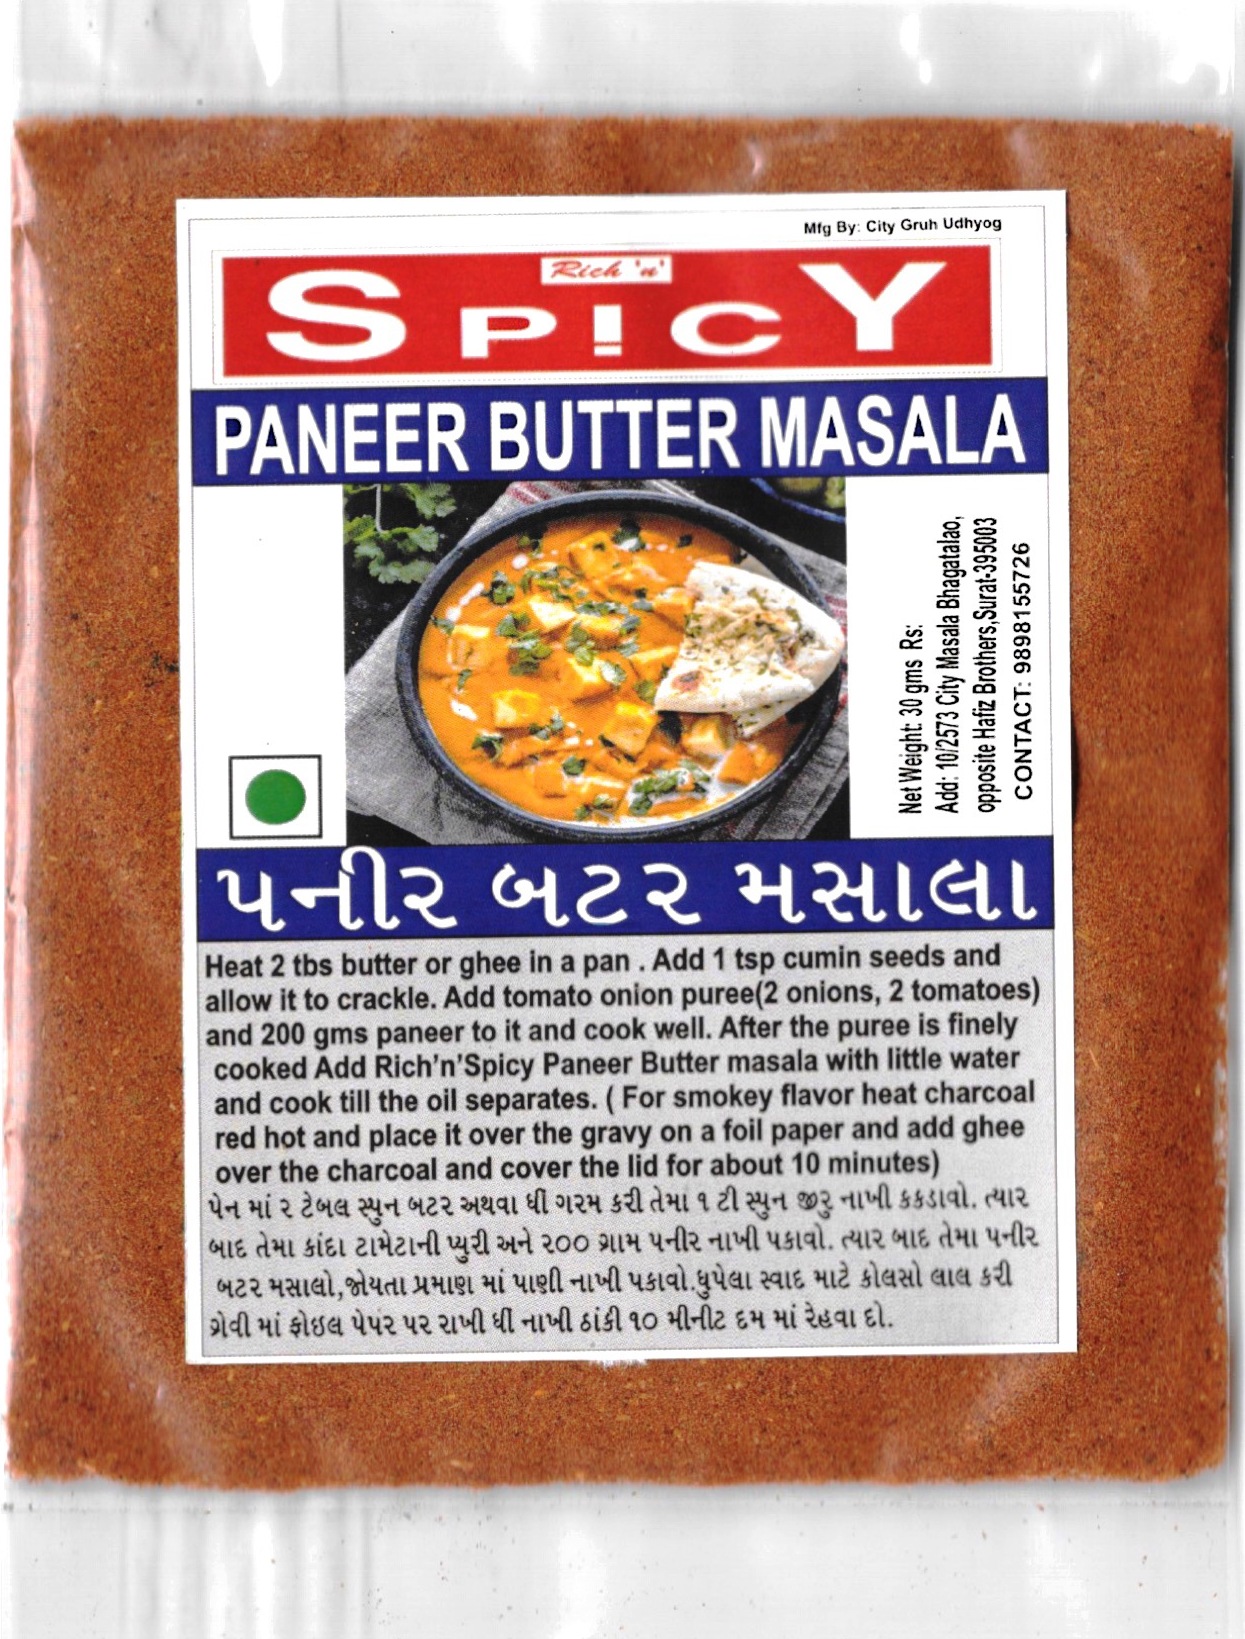 Mfg By: City Gruh Udhyog
Rich 'n'
SPICY
PANEER BUTTER MASALA
Net Weight: 30 gms Rs:
Add: 10/2573 City Masala Bhagatalao,
opposite Hafiz Brothers,Surat-395003
CONTACT: 9898155726
પનીર બટર મસાલા
Heat 2 tbs butter or ghee in a pan . Add 1 tsp cumin seeds and
allow it to crackle. Add tomato onion puree(2 onions, 2 tomatoes)
and 200 gms paneer to it and cook well. After the puree is finely
cooked Add Rich'n'Spicy Paneer Butter masala with little water
and cook till the oil separates. ( For smokey flavor heat charcoal
red hot and place it over the gravy on a foil paper and add ghee
over the charcoal and cover the lid for about 10 minutes)
પેન માં ૨ ટેબલ સ્પુન બટર અથવા ઘીં ગરમ કરી તેમા ૧ ટી સ્પુન જીરુ નાખી કકડાવો. ત્યાર
બાદ તેમા કાંદા ટામેટાની પ્યુરી અને ૨૦૦ ગ્રામ પનીર નાખી પકાવો. ત્યાર બાદ તેમા પનીર
બટર મસાલો,જોયતા પ્રમાણ માં પાણી નાખી પકાવો.ધુપેલા સ્વાદ માટે કોલસો લાલ કરી
ગ્રેવી માં ફોઇલ પેપર પર રાખી ઘીં નાખી ઠાંકી ૧૦ મીનીટ દમ માં રેહવા દો.